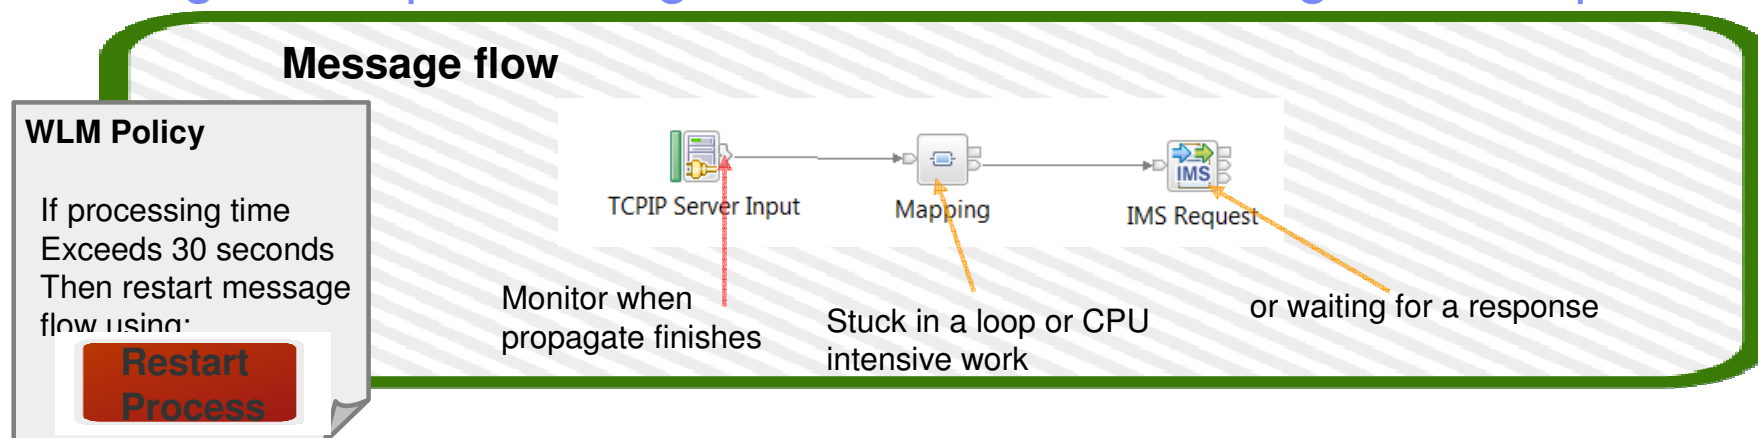 Message flow
WLM Policy
If processing time
Exceeds 30 seconds
Then restart message
flow using:
Restart
Process
TCPIP Server Input
Mapping
IMS
IMS Request
Monitor when
propagate finishes
Stuck in a loop or CPU
intensive work
or waiting for a response